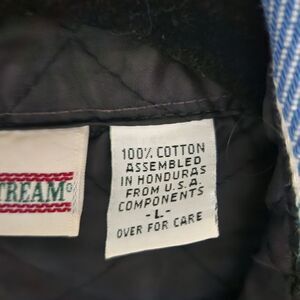 TREAM®
100% COTTON
ASSEMBLED
IN HONDURAS
FROM U.S.A.
COMPONENTS
-L-
OVER FOR CARE